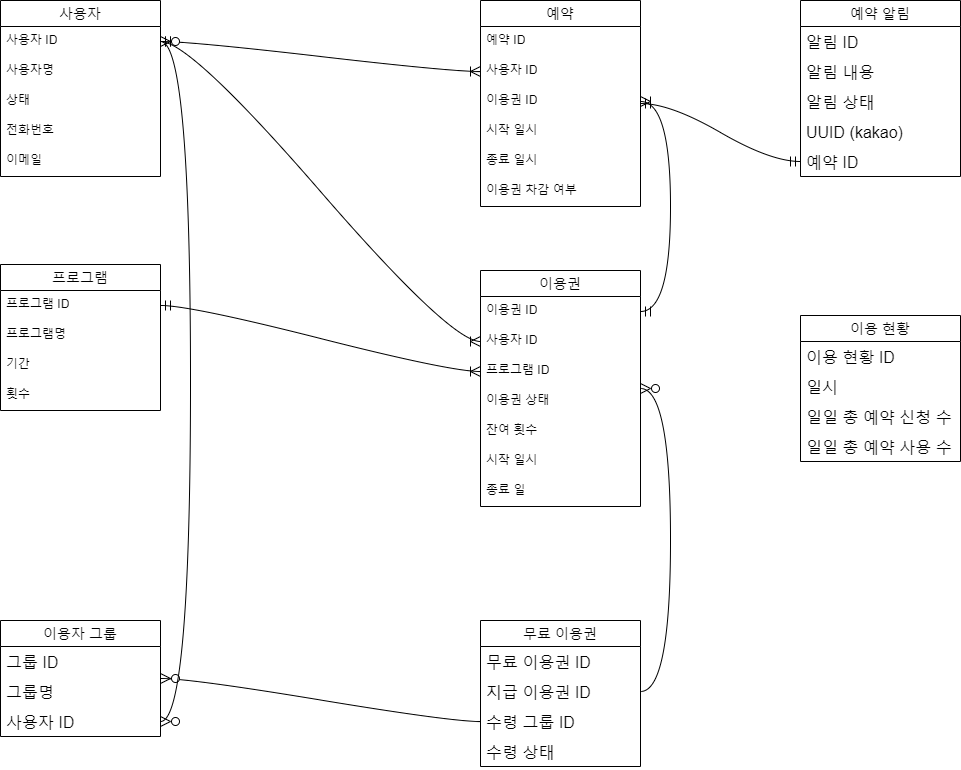 사용자
사용자 ID
사용자명
상태
전화번호
이메일
예약
예약 ID
사용자 ID
이용권 ID
시작 일시
종료 일시
이용권 차감 여부
예약 알림
알림 ID
알림 내용
알림 상태
UUID (kakao)
예약 ID
프로그램
프로그램 ID
프로그램명
기간
횟수
이용권
이용권 ID
사용자 ID
프로그램 ID
이용권 상태
잔여 횟수
시작 일시
종료 일
이용 현황
이용 현황 ID
일시
일일 총 예약 신청 수
일일 총 예약 사용 수
이용자 그룹
그룹 ID
그룹명
사용자 ID
무료 이용권
무료 이용권 ID
지급 이용권 ID
수령 그룹 ID
수령 상태